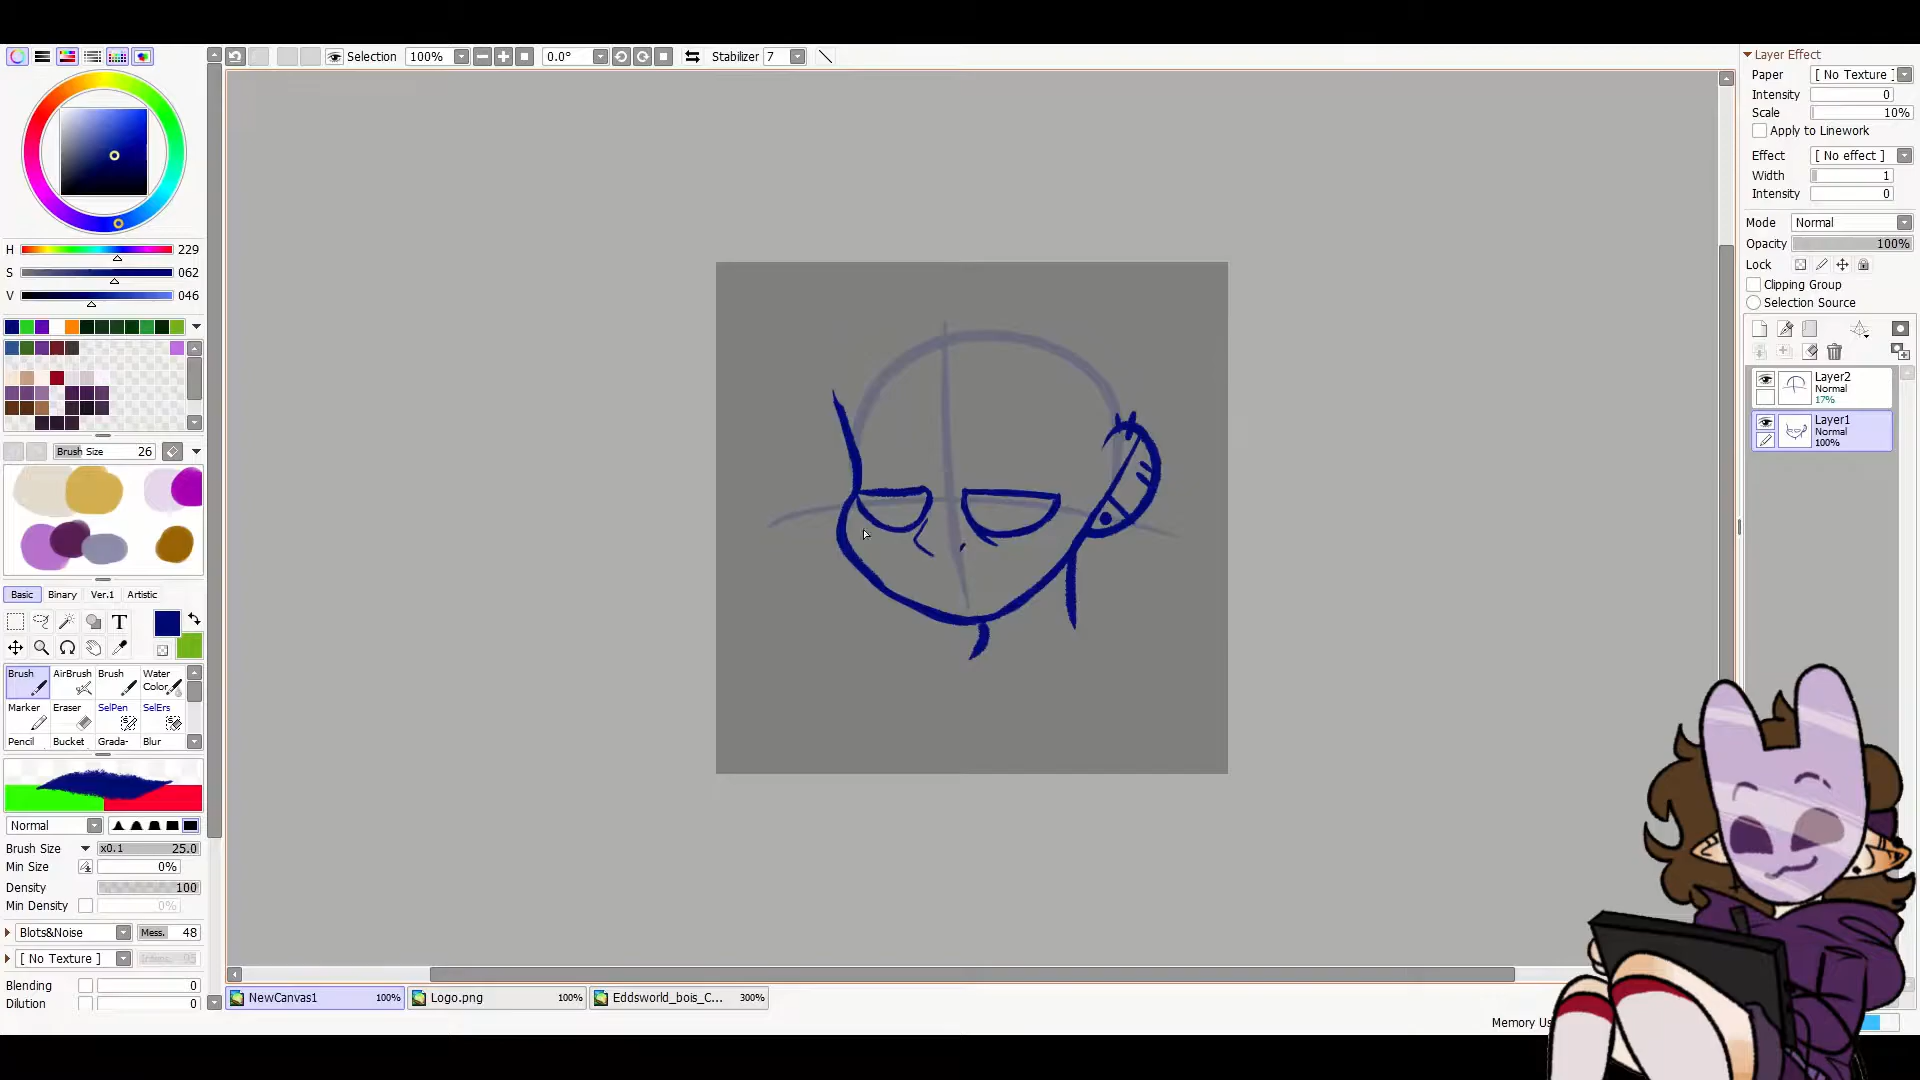 Selection 100% 0.0° Stabilizer 7
H 229
S 062
V 046
Brush Size 26
Basic Binary Ver.1 Artistic
T
Brush AirBrush Brush Water Color
Marker Eraser SelPen SelErs
Pencil Bucket Grada- Blur
Normal
Brush Size x0.1 25.0
Min Size 0%
Density 100
Min Density 0%
Blots&Noise Mess. 48
[ No Texture ] 95
Blending 0
Dilution 0
NewCanvas1 100% Logo.png 100% Eddsworld_bois_C... 300%
Layer Effect
Paper [ No Texture ]
Intensity 0
Scale 10%
Apply to Linework
Effect [ No effect ]
Width 1
Intensity 0
Mode Normal
Opacity 100%
Lock
Clipping Group
Selection Source
Layer2
Normal
17%
Layer1
Normal
100%
Memory